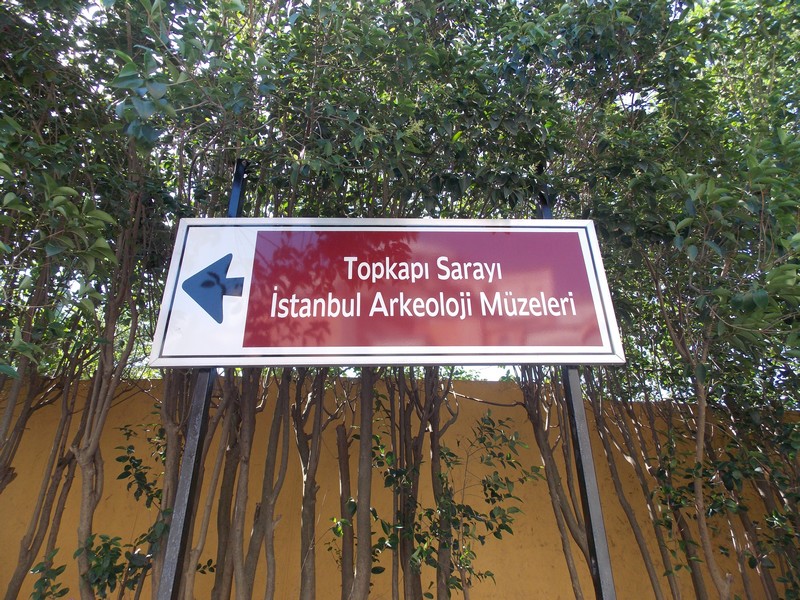 Topkapı Sarayı
İstanbul Arkeoloji Müzeleri